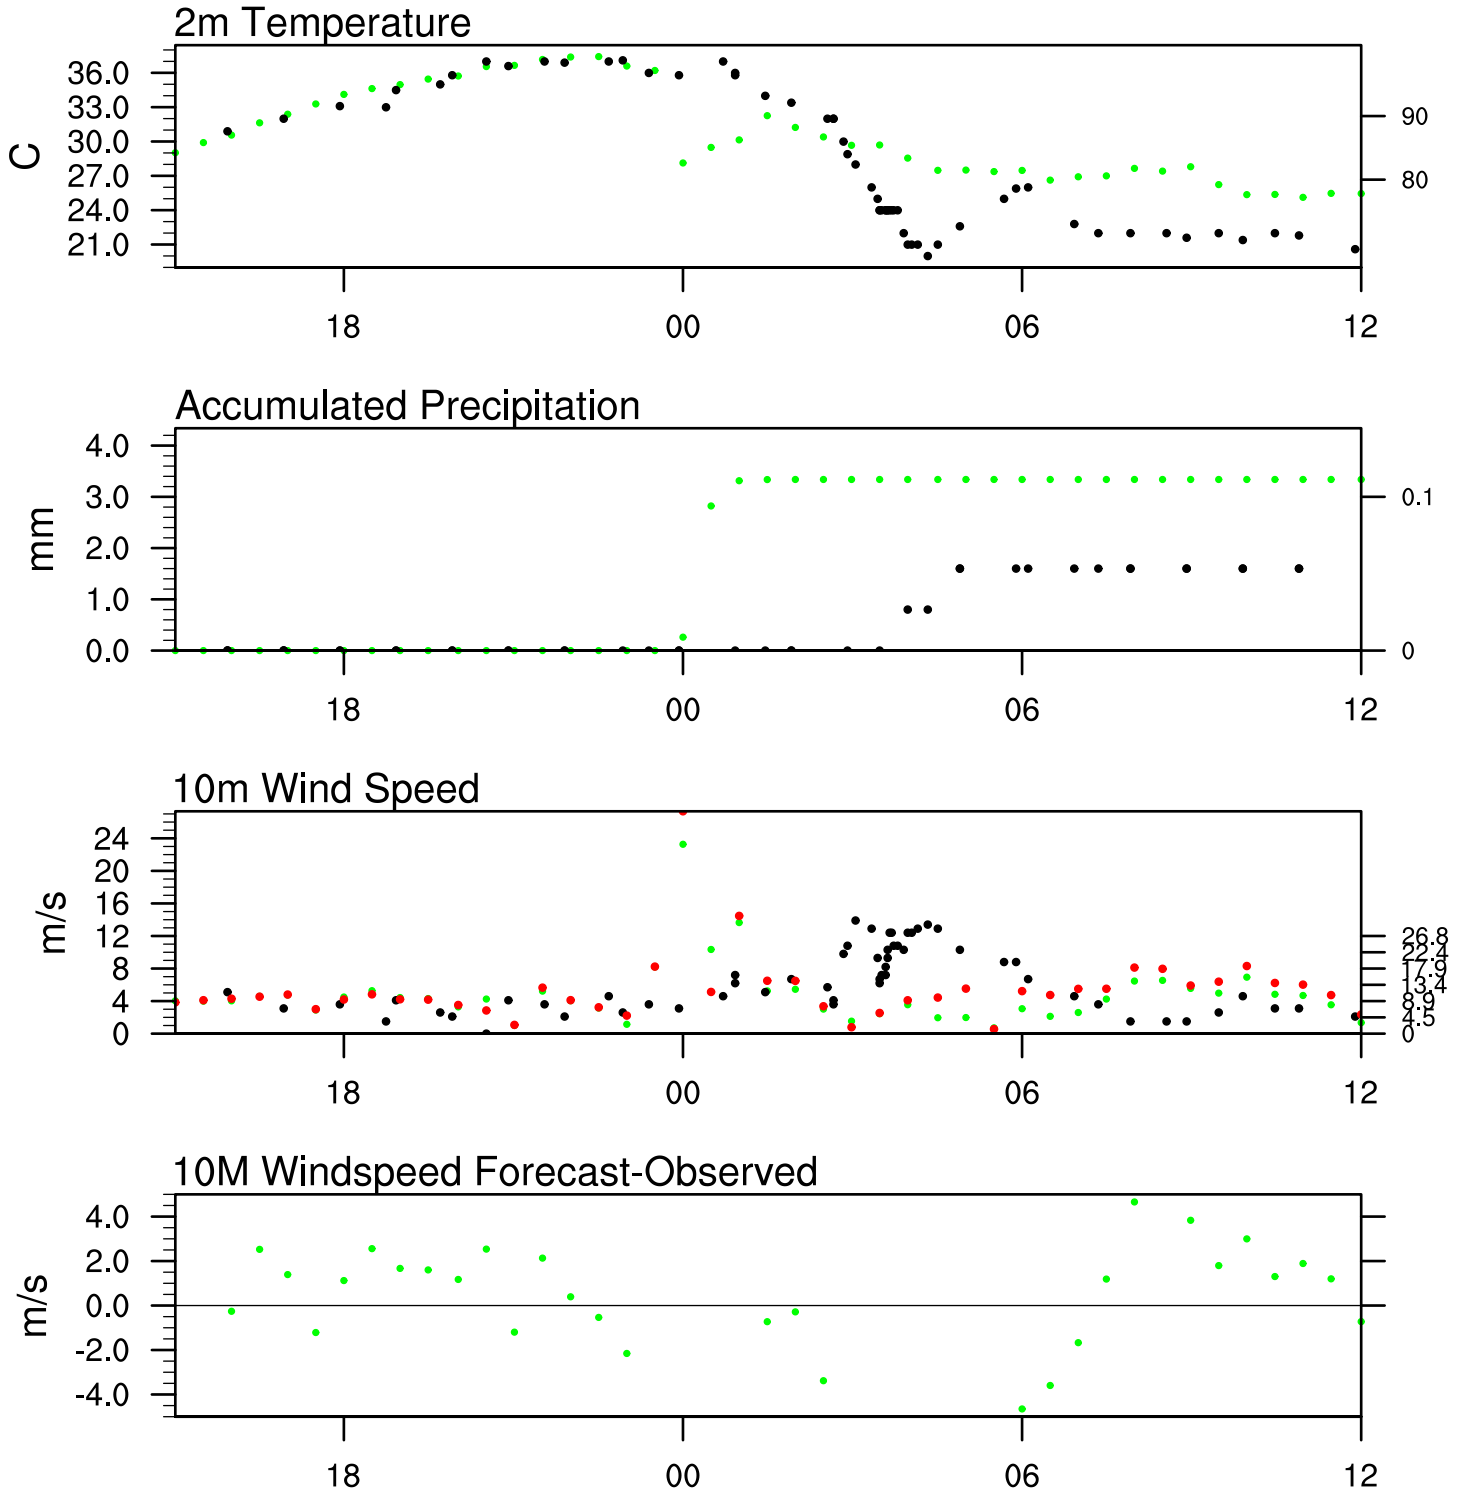 2m Temperature
36.0
33.0
90
30.0
C
27.0
80
24.0
21.0
18 00 06 12
Accumulated Precipitation
4.0
3.0
0.1
mm
2.0
1.0
0.0
0
18 00 06 12
10m Wind Speed
24
20
16
m/s
12
26.8
22.4
8
17.9
13.4
4
8.9
4.5
0
0
18 00 06 12
10M Windspeed Forecast-Observed
4.0
2.0
m/s
0.0
-2.0
-4.0
18 00 06 12